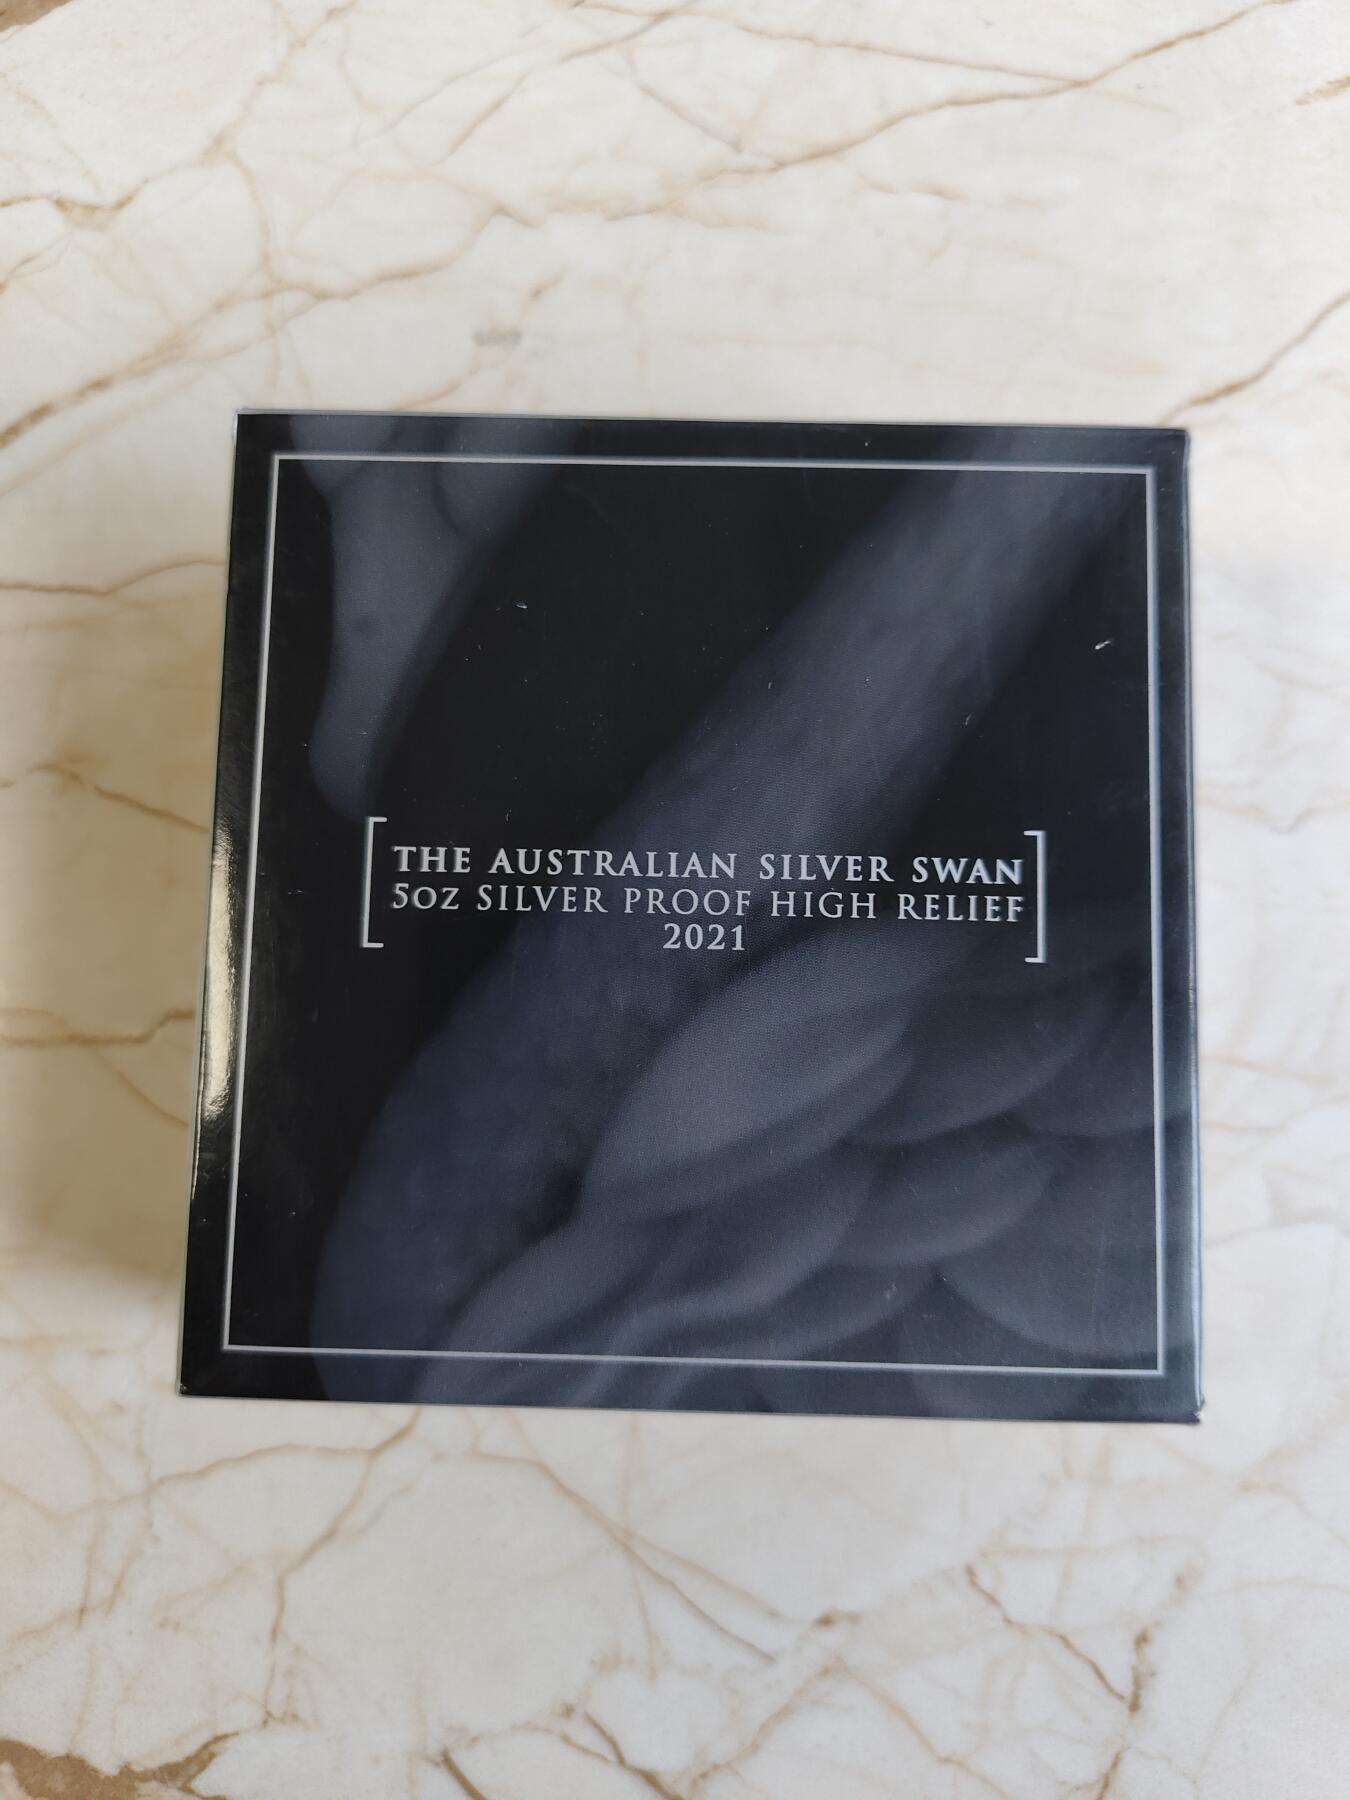 THE AUSTRALIAN SILVER SWAN
5oz SILVER PROOF HIGH RELIEF
2021